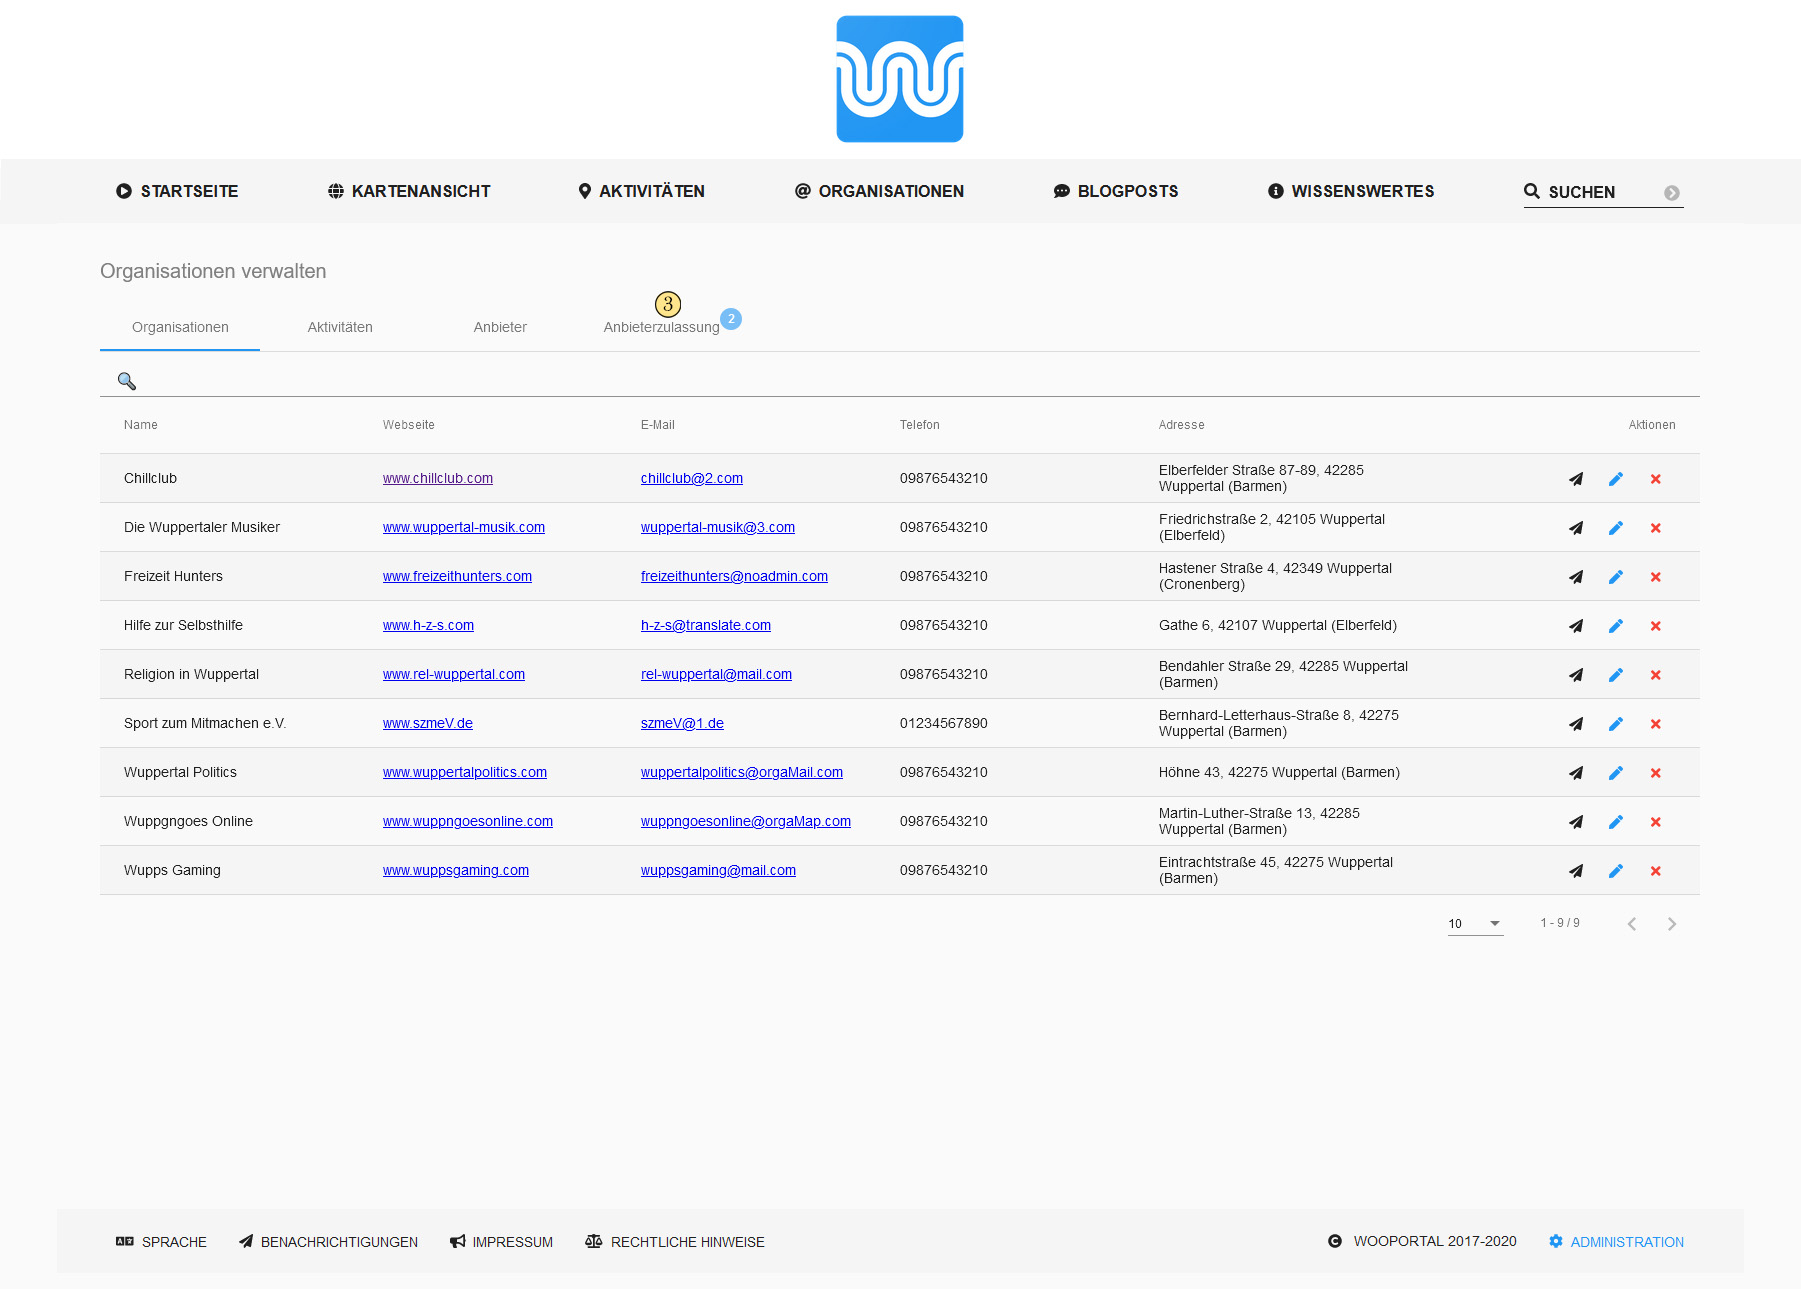 STARTSEITE KARTENANSICHT AKTIVITÄTEN ORGANISATIONEN BLOGPOSTS WISSENSWERTES SUCHEN
Organisationen verwalten
3
Organisationen Aktivitäten Anbieter Anbieterzulassung 2
Name Webseite E-Mail Telefon Adresse Aktionen
Chillclub www.chillclub.com chillclub@2.com 09876543210 Elberfelder Straße 87-89, 42285
Wuppertal (Barmen)
Die Wuppertaler Musiker www.wuppertal-musik.com wuppertal-musik@3.com 09876543210 Friedrichstraße 2, 42105 Wuppertal
(Elberfeld)
Freizeit Hunters www.freizeithunters.com freizeithunters@noadmin.com 09876543210 Hastener Straße 4, 42349 Wuppertal
(Cronenberg)
Hilfe zur Selbsthilfe www.h-z-s.com h-z-s@translate.com 09876543210 Gathe 6, 42107 Wuppertal (Elberfeld)
Religion in Wuppertal www.rel-wuppertal.com rel-wuppertal@mail.com 09876543210 Bendahler Straße 29, 42285 Wuppertal
(Barmen)
Sport zum Mitmachen e.V. www.szmeV.de szmeV@1.de 01234567890 Bernhard-Letterhaus-Straße 8, 42275
Wuppertal (Barmen)
Wuppertal Politics www.wuppertalpolitics.com wuppertalpolitics@orgaMail.com 09876543210 Höhne 43, 42275 Wuppertal (Barmen)
Wuppgngoes Online www.wuppngoesonline.com wuppngoesonline@orgaMap.com 09876543210 Martin-Luther-Straße 13, 42285
Wuppertal (Barmen)
Wupps Gaming www.wuppsgaming.com wuppsgaming@mail.com 09876543210 Eintrachtstraße 45, 42275 Wuppertal
(Barmen)
10 1 - 9 / 9
SPRACHE BENACHRICHTIGUNGEN IMPRESSUM RECHTLICHE HINWEISE WOOPORTAL 2017-2020 ADMINISTRATION